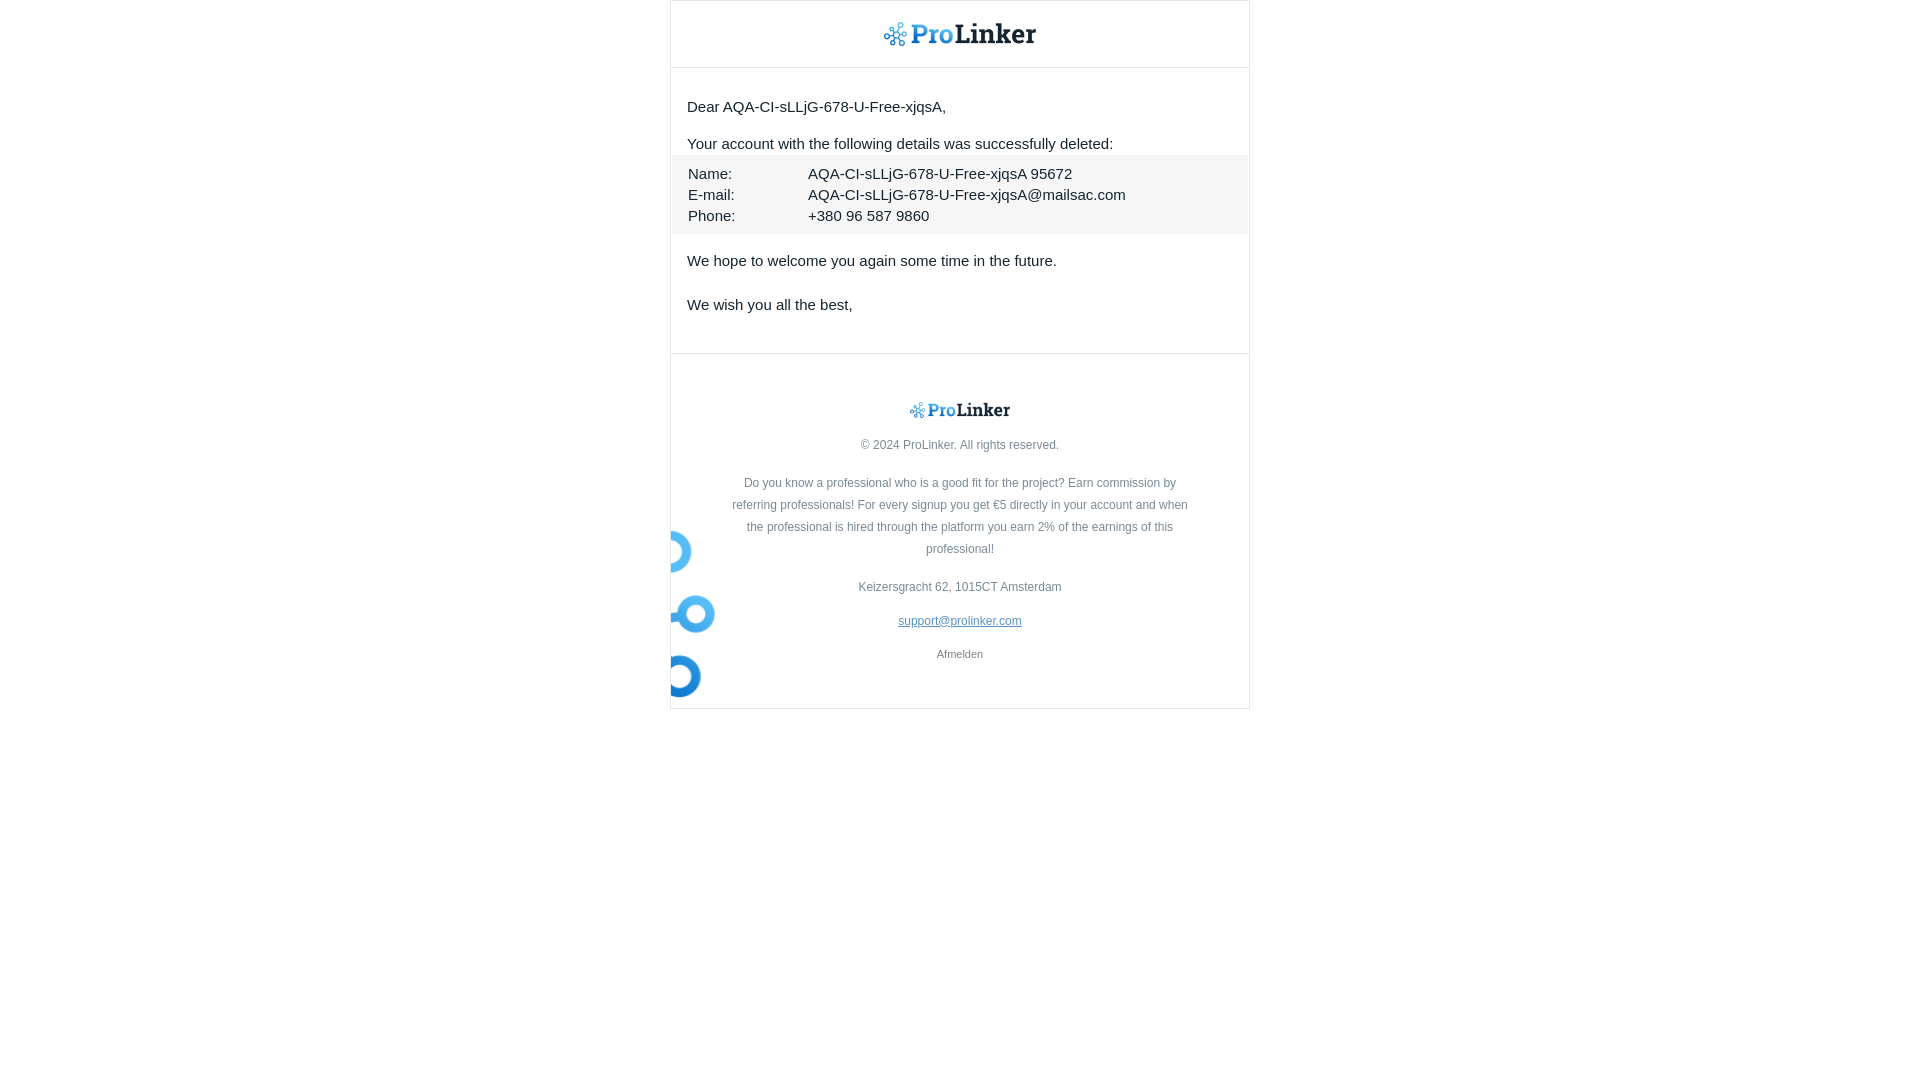 ProLinker
Dear AQA-CI-sLLjG-678-U-Free-xjqsA,
Your account with the following details was successfully deleted:
Name: AQA-CI-sLLjG-678-U-Free-xjqsA 95672
E-mail: AQA-CI-sLLjG-678-U-Free-xjqsA@mailsac.com
Phone: +380 96 587 9860
We hope to welcome you again some time in the future.
We wish you all the best,
ProLinker
© 2024 ProLinker. All rights reserved.
Do you know a professional who is a good fit for the project? Earn commission by
referring professionals! For every signup you get €5 directly in your account and when
the professional is hired through the platform you earn 2% of the earnings of this
professional!
Keizersgracht 62, 1015CT Amsterdam
support@prolinker.com
Afmelden